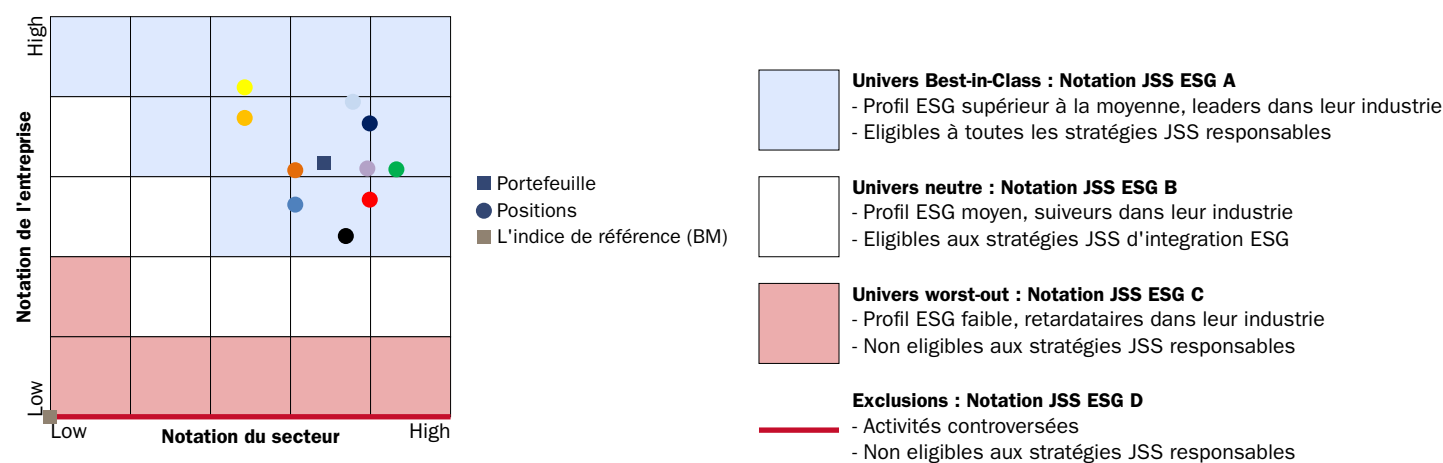 High
Notation de l'entreprise
Low
Low
Notation du secteur
High
Portefeuille
Positions
L'indice de référence (BM)
Univers Best-in-Class : Notation JSS ESG A
- Profil ESG supérieur à la moyenne, leaders dans leur industrie
- Eligibles à toutes les stratégies JSS responsables
Univers neutre : Notation JSS ESG B
- Profil ESG moyen, suiveurs dans leur industrie
- Eligibles aux stratégies JSS d'integration ESG
Univers worst-out : Notation JSS ESG C
- Profil ESG faible, retardataires dans leur industrie
- Non eligibles aux stratégies JSS responsables
Exclusions : Notation JSS ESG D
- Activités controversées
- Non eligibles aux stratégies JSS responsables